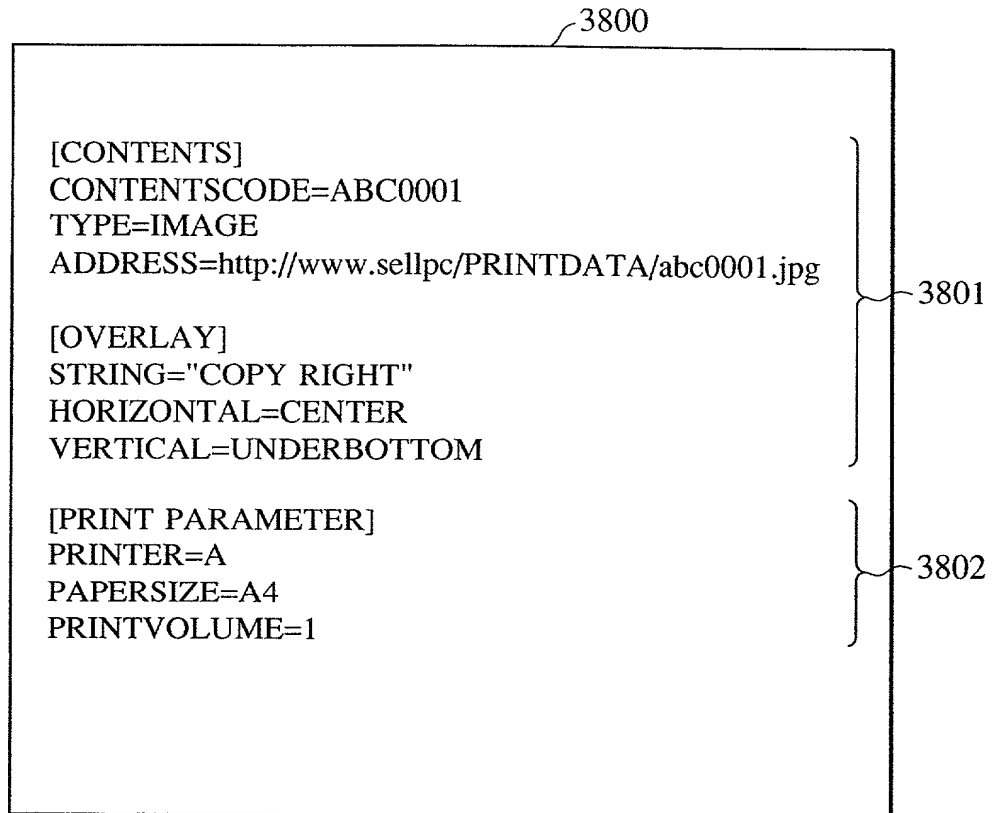 3800
[CONTENTS]
CONTENTSCODE=ABC0001
TYPE=IMAGE
ADDRESS=http://www.sellpc/PRINTDATA/abc0001.jpg
3801
[OVERLAY]
STRING="COPY RIGHT"
HORIZONTAL=CENTER
VERTICAL=UNDERBOTTOM
[PRINT PARAMETER]
PRINTER=A
PAPERSIZE=A4
3802
PRINTVOLUME=1